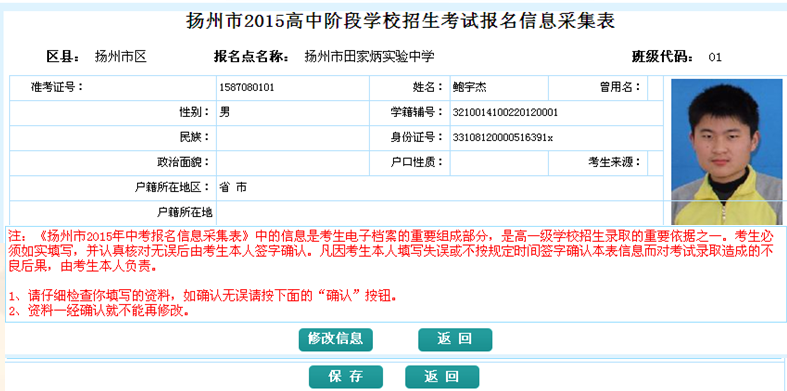 扬州市2015高中阶段学校招生考试报名信息采集表
区县： 扬州市区 报名点名称： 扬州市田家炳实验中学 班级代码： 01
准考证号： 1587080101 姓名： 鲍宇杰 曾用名：
性别： 男 学籍辅号： 3210014100220120001
民族： 身份证号： 33108120000516391x
政治面貌： 户口性质： 考生来源：
户籍所在地区： 省 市
户籍所在地
注：《扬州市2015年中考报名信息采集表》中的信息是考生电子档案的重要组成部分，是高一级学校招生录取的重要依据之一。考生必
须如实填写，并认真核对无误后由考生本人签字确认。凡因考生本人填写失误或不按规定时间签字确认本表信息而对考试录取造成的不
良后果，由考生本人负责。
1、请仔细检查你填写的资料，如确认无误请按下面的“确认”按钮。
2、资料一经确认就不能再修改。
修改信息 返 回
保 存 返 回